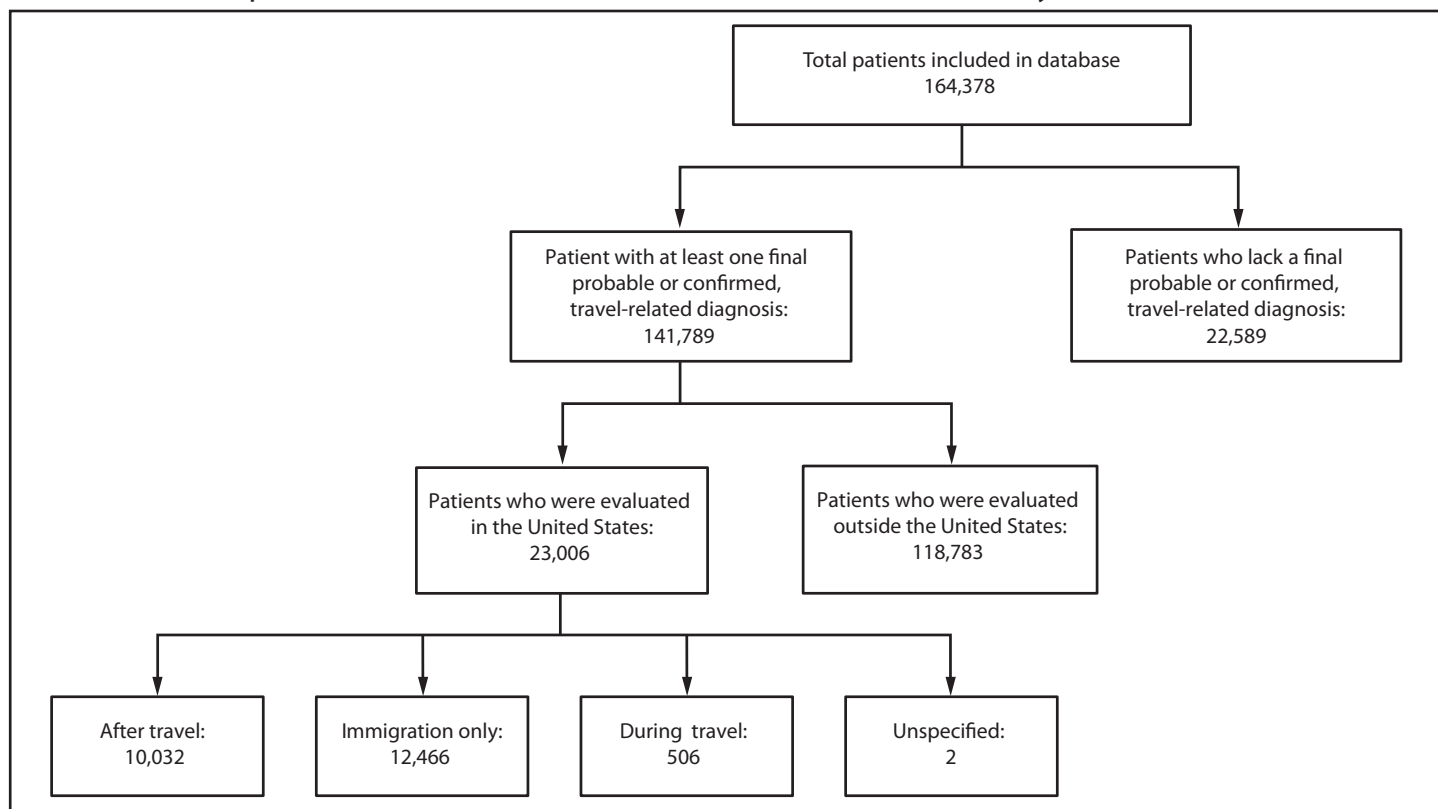 Total patients included in database
164,378
Patient with at least one final
probable or confirmed,
travel-related diagnosis:
141,789
Patients who lack a final
probable or confirmed,
travel-related diagnosis:
22,589
Patients who were evaluated
in the United States:
23,006
Patients who were evaluated
outside the United States:
118,783
After travel:
10,032
Immigration only:
12,466
During travel:
506
Unspecified:
2